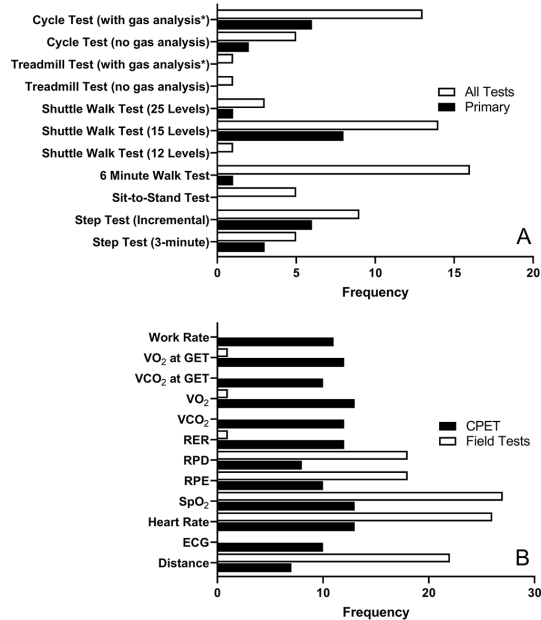 Cycle Test (with gas analysis*)
Cycle Test (no gas analysis)
Treadmill Test (with gas analysis*)
Treadmill Test (no gas analysis)
Shuttle Walk Test (25 Levels)
Shuttle Walk Test (15 Levels)
Shuttle Walk Test (12 Levels)
6 Minute Walk Test
Sit-to-Stand Test
Step Test (Incremental)
Step Test (3-minute)
All Tests
Primary
A
0 5 10 15 20
Frequency
Work Rate
VO₂ at GET
VCO₂ at GET
VO₂
VCO₂
RER
RPD
RPE
SpO₂
Heart Rate
ECG
Distance
CPET
Field Tests
B
0 10 20 30
Frequency